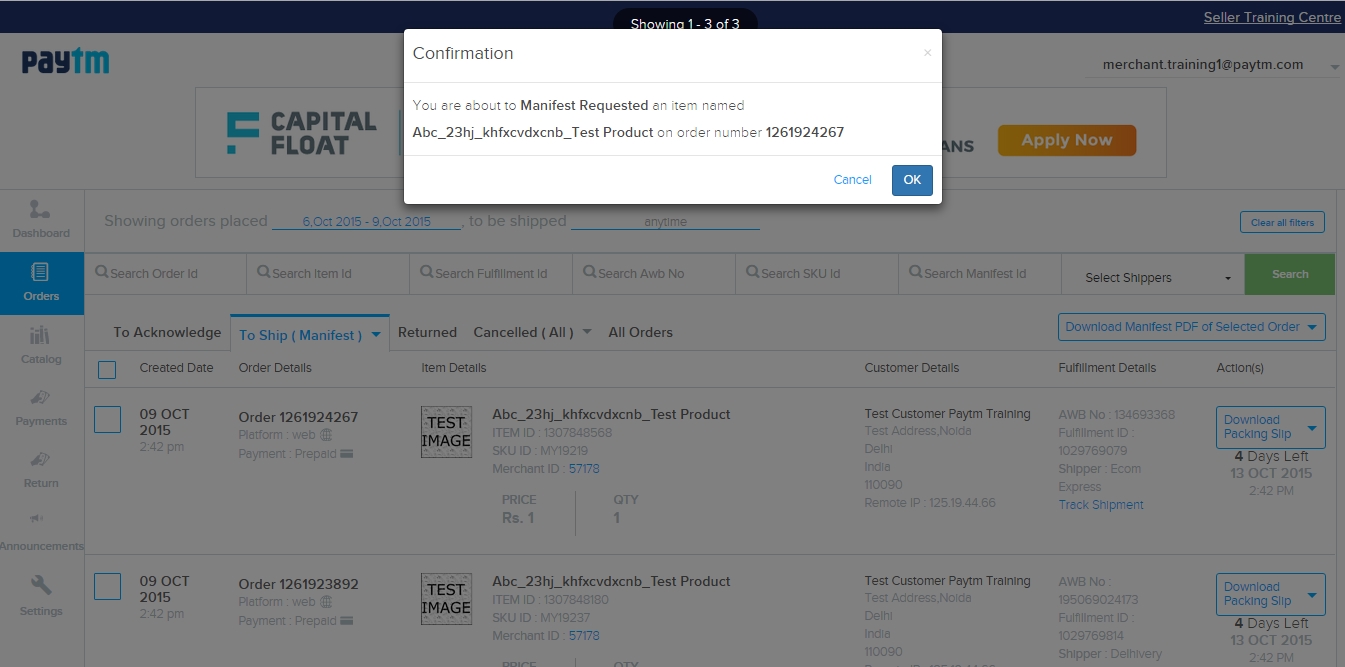 Showing 1 - 3 of 3
Seller Training Centre
paytm
merchant.training1@paytm.com
Confirmation
×
You are about to Manifest Requested an item named
Abc_23hj_khfxcvdxcnb_Test Product on order number 1261924267
Cancel
OK
CAPITAL
FLOAT
ANS
Apply Now
Dashboard
Orders
Catalog
Payments
Return
Announcements
Settings
Showing orders placed 6,Oct 2015 - 9,Oct 2015, to be shipped anytime
Clear all filters
Search Order Id
Search Item Id
Search Fulfillment Id
Search Awb No
Search SKU Id
Search Manifest Id
Select Shippers
Search
To Acknowledge
To Ship ( Manifest )
Returned
Cancelled ( All )
All Orders
Download Manifest PDF of Selected Order
Created Date
Order Details
Item Details
Customer Details
Fulfillment Details
Action(s)
09 OCT
2015
2:42 pm
Order 1261924267
Platform : web
Payment : Prepaid
TEST
IMAGE
Abc_23hj_khfxcvdxcnb_Test Product
ITEM ID : 1307848568
SKU ID : MY19219
Merchant ID : 57178
PRICE
Rs. 1
QTY
1
Test Customer Paytm Training
Test Address,Noida
Delhi
India
110090
Remote IP : 125.19.44.66
AWB No : 134693368
Fulfillment ID :
1029769079
Shipper : Ecom
Express
Track Shipment
Download
Packing Slip
4 Days Left
13 OCT 2015
2:42 PM
09 OCT
2015
2:42 pm
Order 1261923892
Platform : web
Payment : Prepaid
TEST
IMAGE
Abc_23hj_khfxcvdxcnb_Test Product
ITEM ID : 1307848180
SKU ID : MY19237
Merchant ID : 57178
PRICE
QTY
Test Customer Paytm Training
Test Address,Noida
Delhi
India
110090
Remote IP : 125.19.44.66
AWB No :
195069024173
Fulfillment ID :
1029769814
Shipper : Delhivery
Download
Packing Slip
4 Days Left
13 OCT 2015
2:42 PM